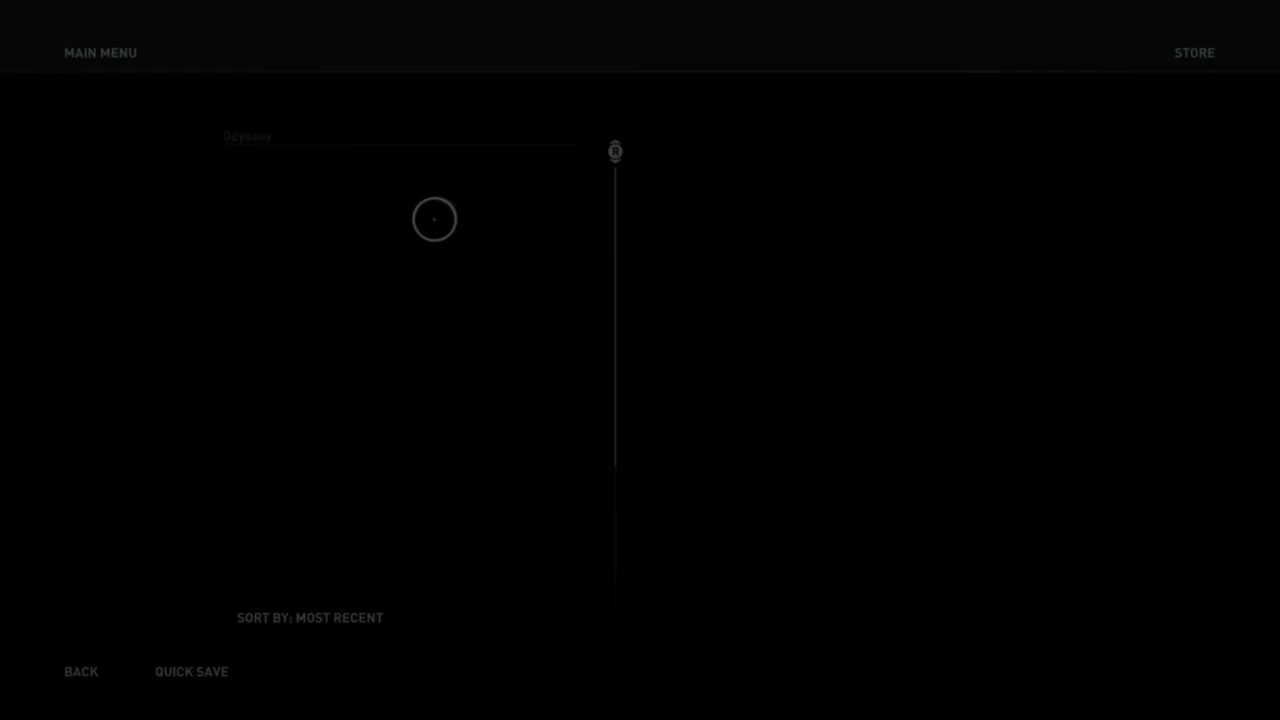 MAIN MENU
STORE
Odyssey
R
SORT BY: MOST RECENT
BACK
QUICK SAVE